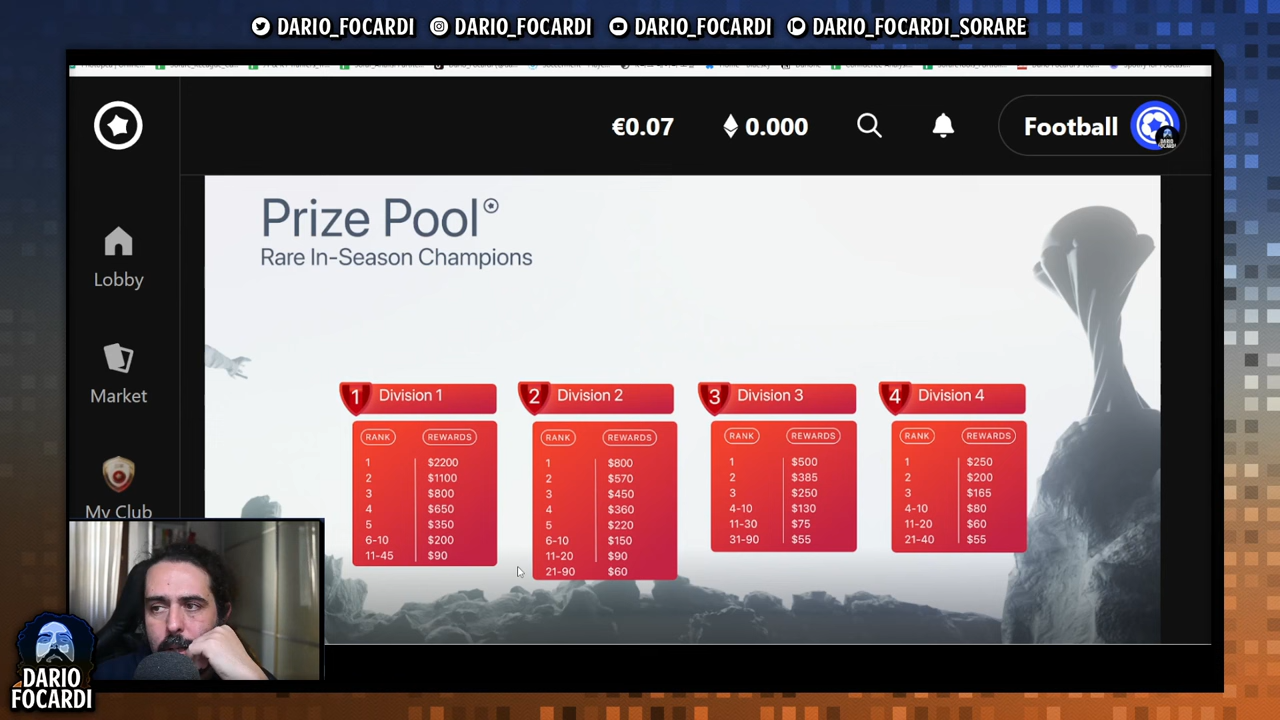 DARIO_FOCARDI DARIO_FOCARDI DARIO_FOCARDI DARIO_FOCARDI_SORARE
€0.07 0.000 Football
Lobby
Market
My Club
Prize Pool
Rare In-Season Champions
1 Division 1
RANK REWARDS
1 $2200
2 $1100
3 $800
4 $650
5 $350
6-10 $200
11-45 $90
2 Division 2
RANK REWARDS
1 $800
2 $570
3 $450
4 $360
5 $220
6-10 $150
11-20 $90
21-90 $60
3 Division 3
RANK REWARDS
1 $500
2 $385
3 $250
4-10 $130
11-30 $75
31-90 $55
4 Division 4
RANK REWARDS
1 $250
2 $200
3 $165
4-10 $80
11-20 $60
21-40 $55
DARIO
FOCARDI